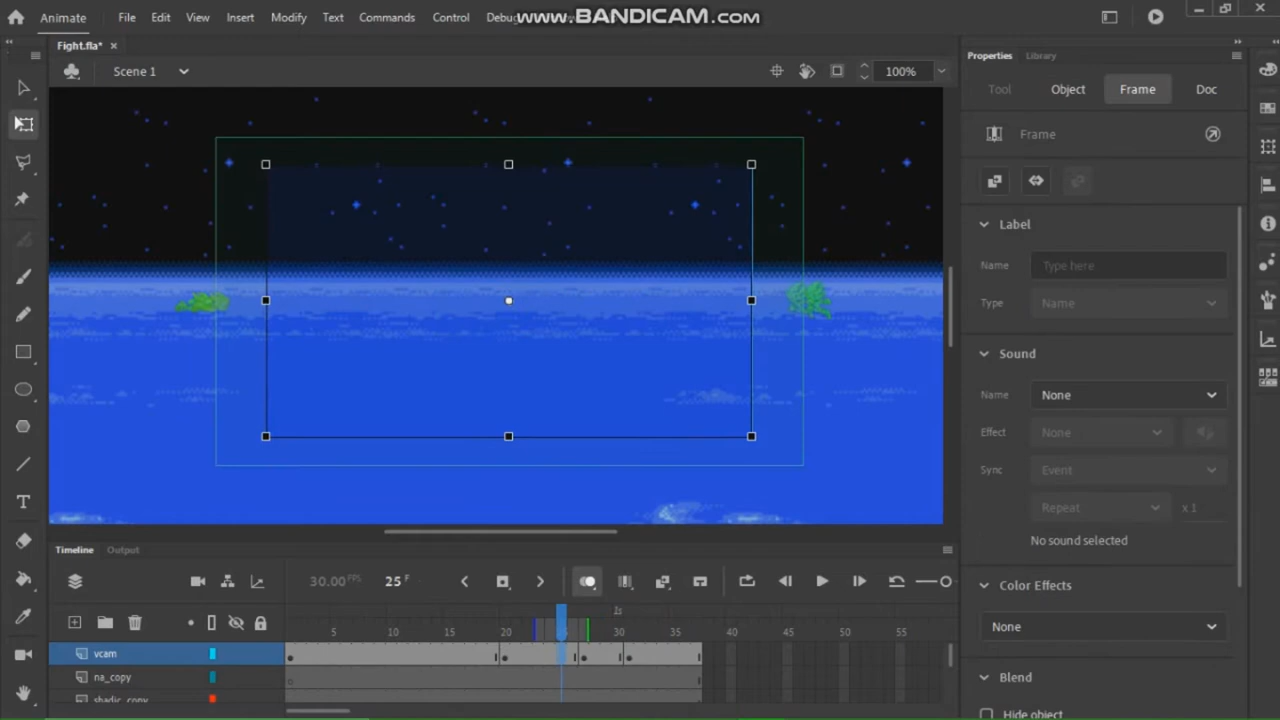 Animate File Edit View Insert Modify Text Commands Control Debug
www.BANDICAM.com
Fight.fla*
Scene 1
100%
Properties Library
Tool Object Frame Doc
Frame
Label
Name Type here
Type Name
Sound
Name None
Effect None
Sync Event
Repeat x 1
No sound selected
Color Effects
None
Blend
Hide object
Timeline Output
30.00 FPS 25 F
1s
5 10 15 20 25 30 35 40 45 50 55
vcam
na_copy
shadic_copy